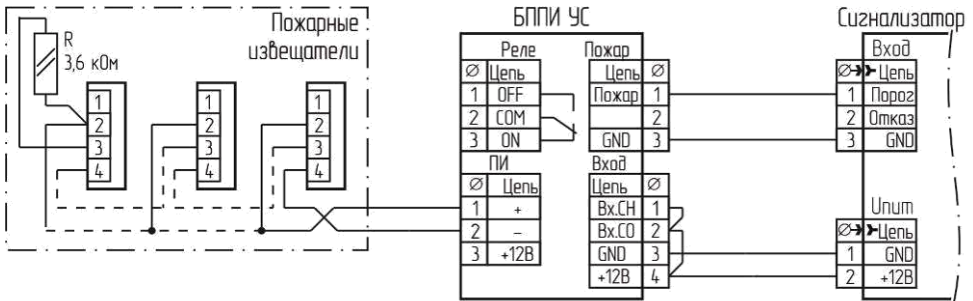 Пожарные
извещатели
R
3,6 кОм
1
2
3
4
1
2
3
4
1
2
3
4
БППИ УС
Реле
Ø Цепь
1 OFF
2 COM
3 ON
ПИ
Ø Цепь
1 +
2 –
3 +12В
Пожар
Цепь Ø
Пожар 1
2
GND 3
Вход
Цепь Ø
Вх.СН 1
Вх.СО 2
GND 3
+12В 4
Сигнализатор
Вход
Ø Цепь
1 Порог
2 Отказ
3 GND
Uпит
Ø Цепь
1 GND
2 +12В